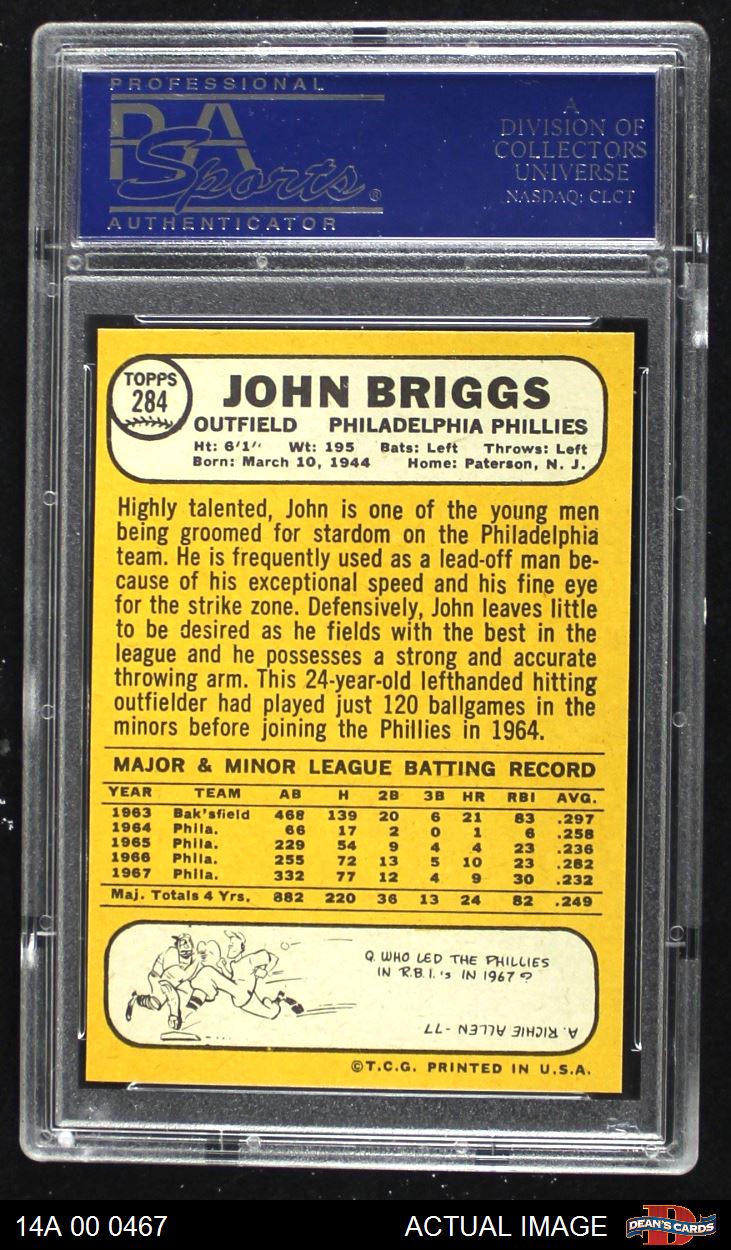 PROFESSIONAL
PSA
Sports®
AUTHENTICATOR
A
DIVISION OF
COLLECTORS
UNIVERSE
NASDAQ: CLCT
TOPPS
284
JOHN BRIGGS
OUTFIELD PHILADELPHIA PHILLIES
Ht: 6'1" Wt: 195 Bats: Left Throws: Left
Born: March 10, 1944 Home: Paterson, N. J.
Highly talented, John is one of the young men
being groomed for stardom on the Philadelphia
team. He is frequently used as a lead-off man be-
cause of his exceptional speed and his fine eye
for the strike zone. Defensively, John leaves little
to be desired as he fields with the best in the
league and he possesses a strong and accurate
throwing arm. This 24-year-old lefthanded hitting
outfielder had played just 120 ballgames in the
minors before joining the Phillies in 1964.
MAJOR & MINOR LEAGUE BATTING RECORD
YEAR TEAM AB H 2B 3B HR RBI AVG.
1963 Bak'sfield 468 139 20 6 21 83 .297
1964 Phila. 66 17 2 0 1 6 .258
1965 Phila. 229 54 9 4 4 23 .236
1966 Phila. 255 72 13 5 10 23 .282
1967 Phila. 332 77 12 4 9 30 .232
Maj. Totals 4 Yrs. 882 220 36 13 24 82 .249
Q. WHO LED THE PHILLIES
IN R.B.I.'s IN 1967?
A. RICHIE ALLEN -77
©T.C.G. PRINTED IN U.S.A.
PSA
14A 00 0467 ACTUAL IMAGE
D
DEAN'S CARDS